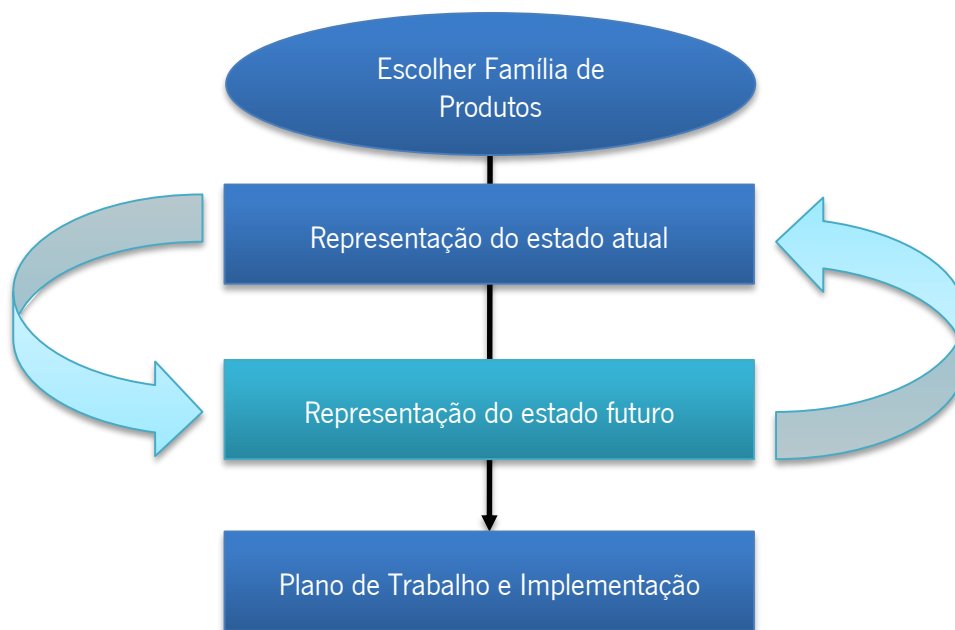 Escolher Família de
Produtos
Representação do estado atual
Representação do estado futuro
Plano de Trabalho e Implementação